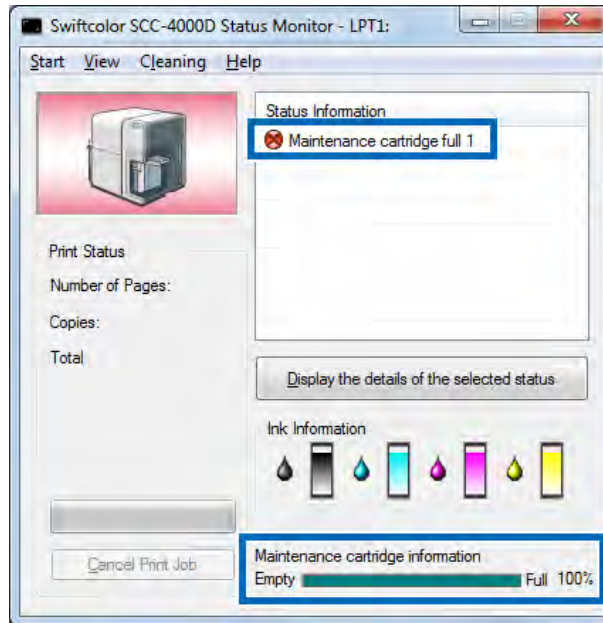 Swiftcolor SCC-4000D Status Monitor - LPT1:
Start View Cleaning Help
Status Information
Maintenance cartridge full 1
Print Status
Number of Pages:
Copies:
Total
Display the details of the selected status
Ink Information
Cancel Print Job
Maintenance cartridge information
Empty Full 100%